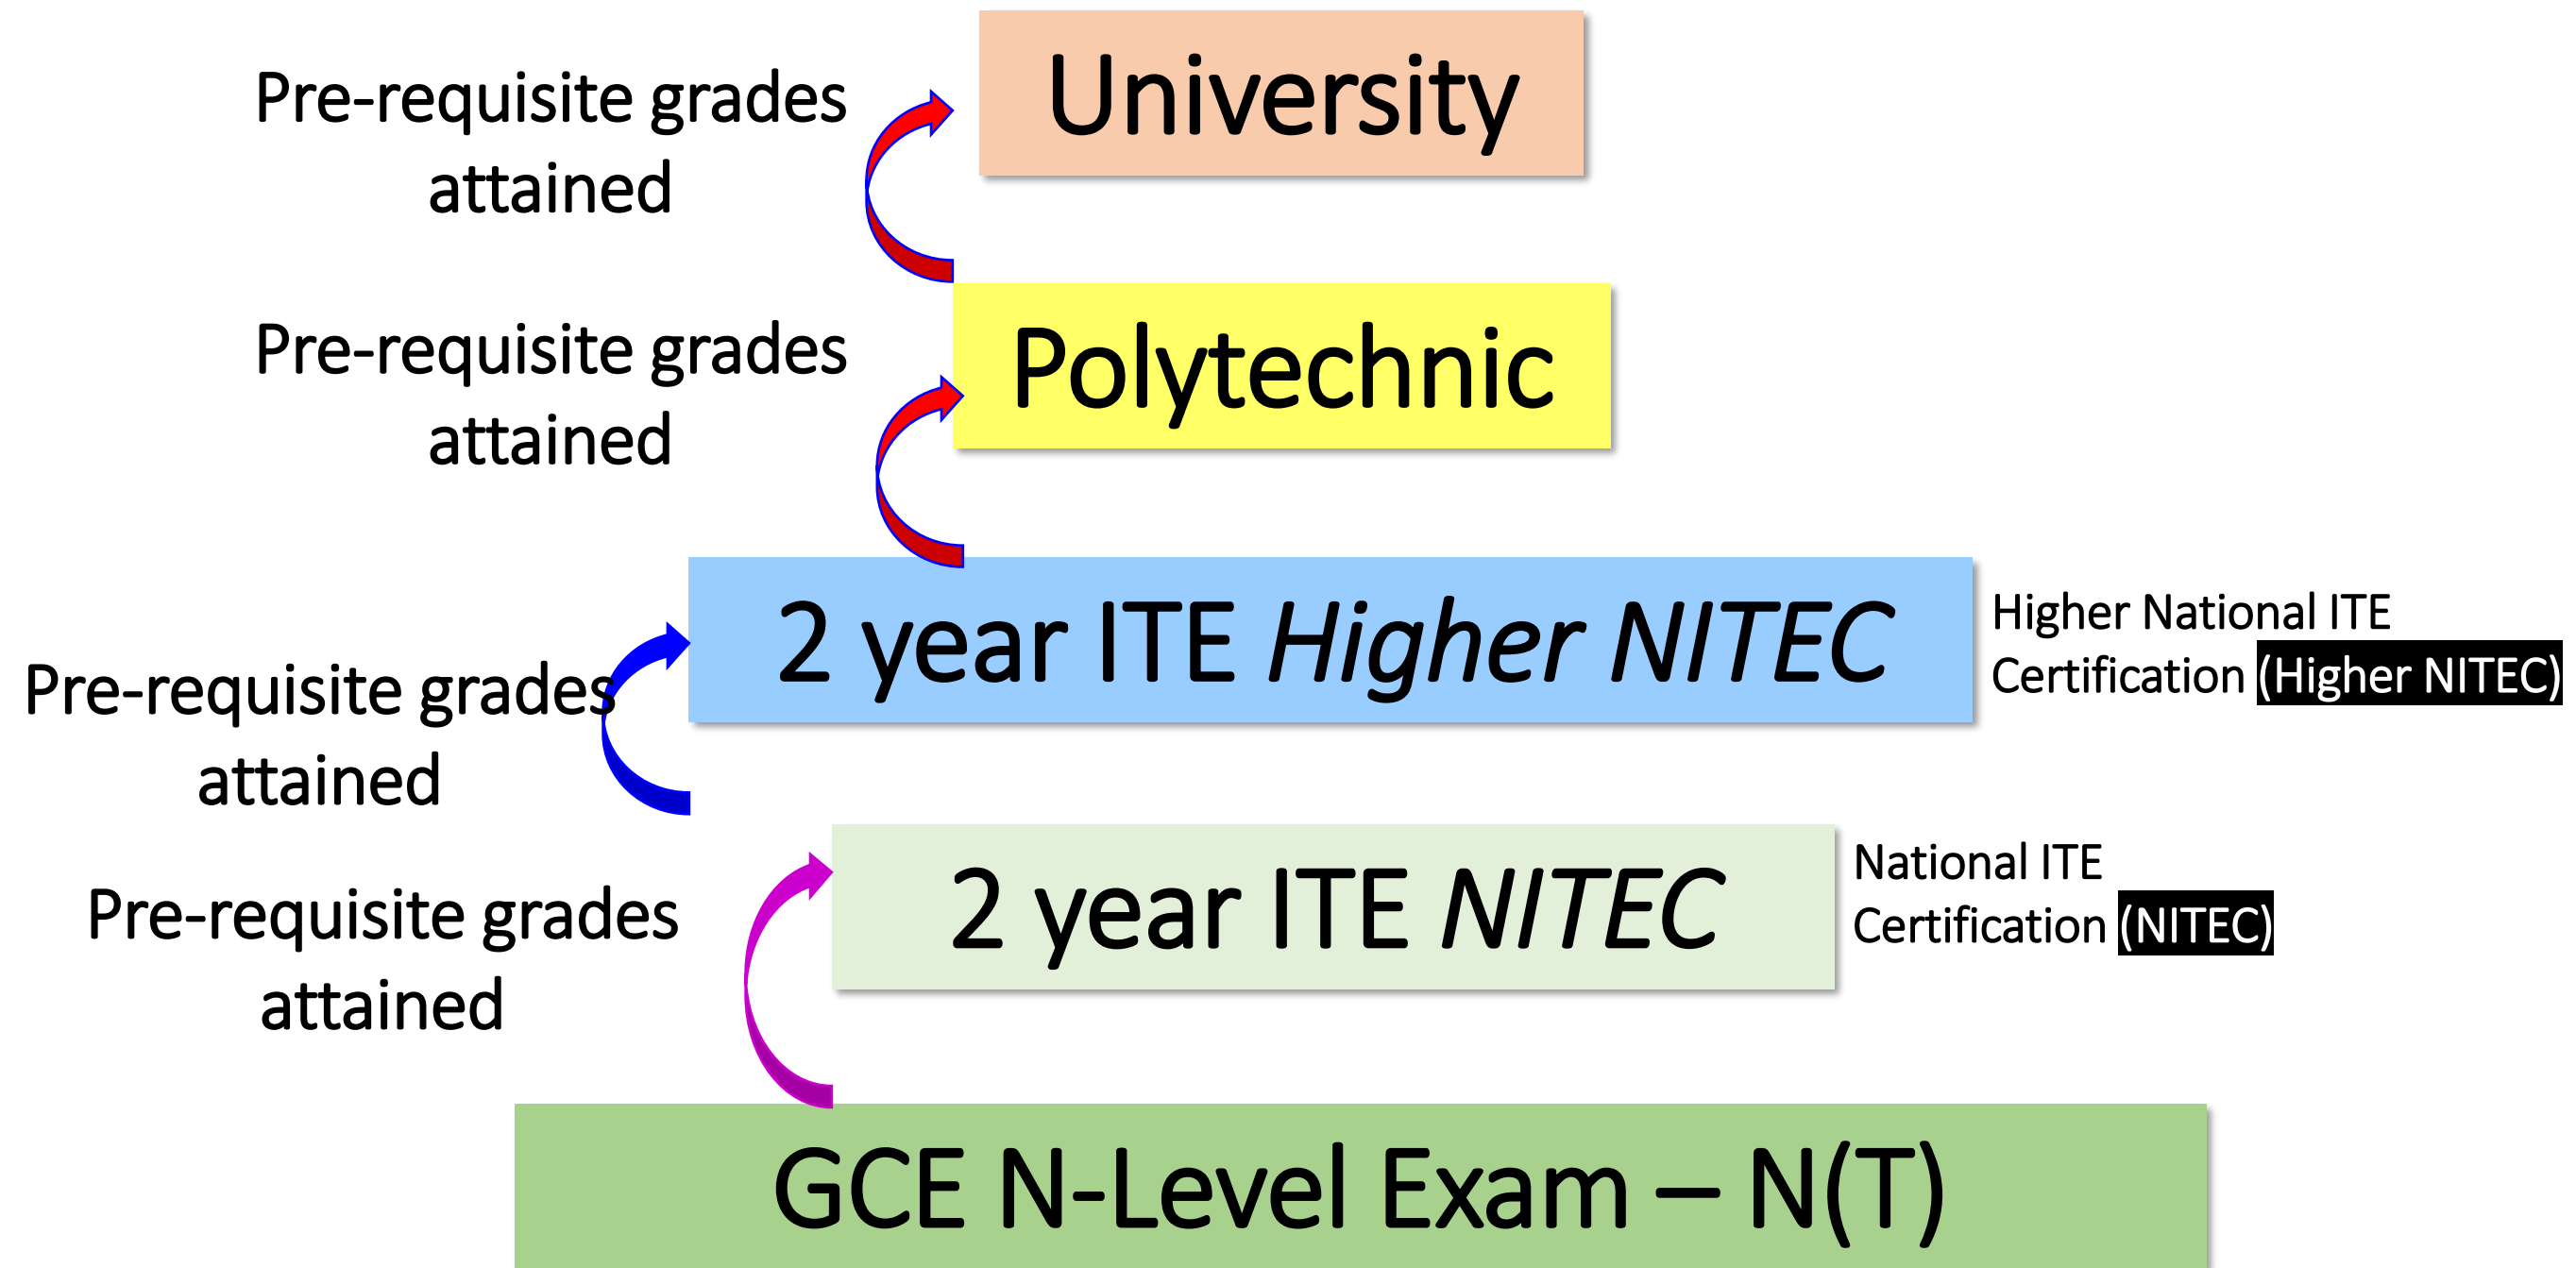 University
Pre-requisite grades
attained
Polytechnic
Pre-requisite grades
attained
2 year ITE Higher NITEC
Higher National ITE
Certification (Higher NITEC)
Pre-requisite grades
attained
2 year ITE NITEC
National ITE
Certification (NITEC)
Pre-requisite grades
attained
GCE N-Level Exam – N(T)